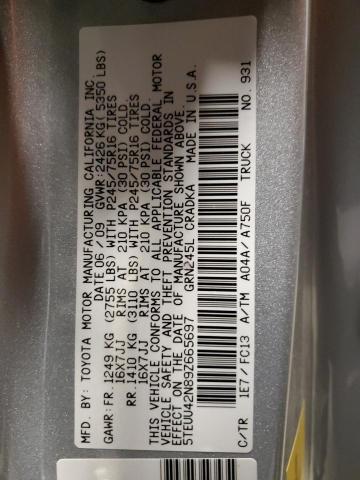 MFD. BY: TOYOTA MOTOR MANUFACTURING CALIFORNIA INC.
DATE 06 / 09 GVWR:2426 KG( 5350 LBS)
GAWR:FR.1249 KG (2755 LBS) WITH P245/75R16 TIRES
16X7JJ RIMS AT 210 KPA (30 PSI) COLD.
RR.1410 KG (3110 LBS) WITH P245/75R16 TIRES
16X7JJ RIMS AT 210 KPA (30 PSI) COLD.
THIS VEHICLE CONFORMS TO ALL APPLICABLE FEDERAL MOTOR
VEHICLE SAFETY AND THEFT PREVENTION STANDARDS IN
EFFECT ON THE DATE OF MANUFACTURE SHOWN ABOVE.
5TEUU42N89Z665697 GRN245L CRADKA MADE IN U.S.A.
C/TR 1E7/FC13 A/TM A04A/A750F TRUCK NO. 931